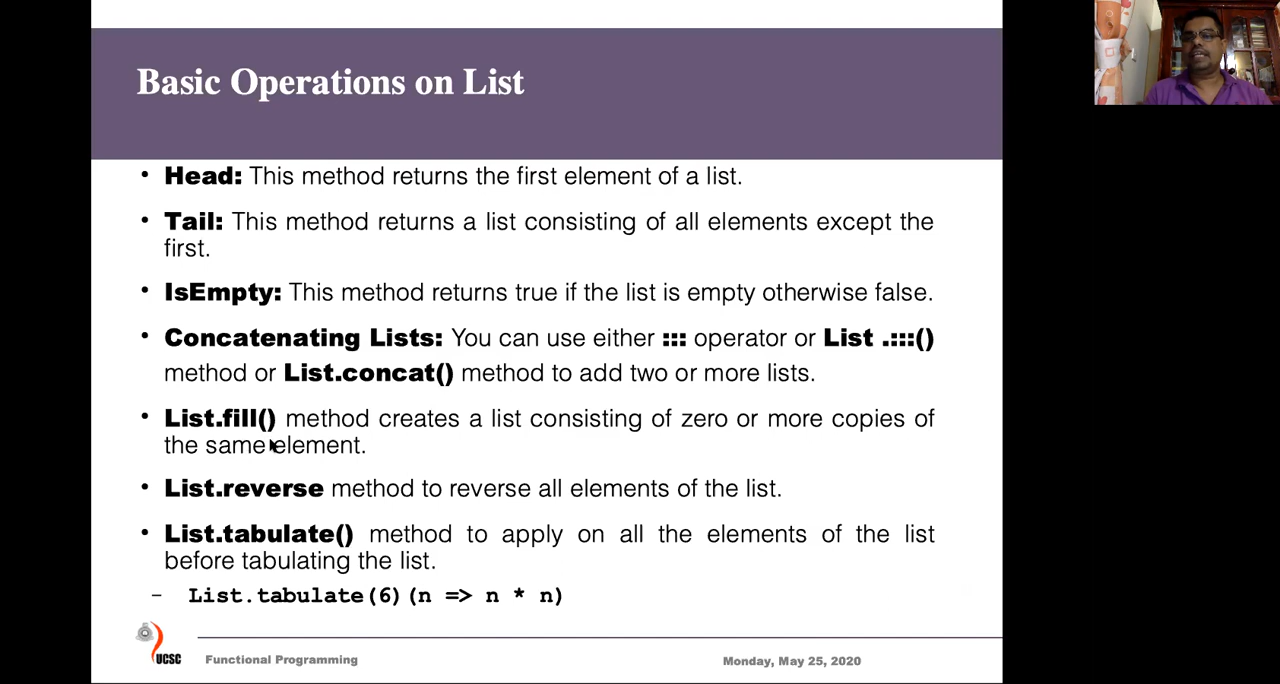 Basic Operations on List
• Head: This method returns the first element of a list.
• Tail: This method returns a list consisting of all elements except the
first.
• IsEmpty: This method returns true if the list is empty otherwise false.
• Concatenating Lists: You can use either ::: operator or List .:::()
method or List.concat() method to add two or more lists.
• List.fill() method creates a list consisting of zero or more copies of
the same element.
• List.reverse method to reverse all elements of the list.
• List.tabulate() method to apply on all the elements of the list
before tabulating the list.
– List.tabulate(6)(n => n * n)
UCSC
Functional Programming
Monday, May 25, 2020